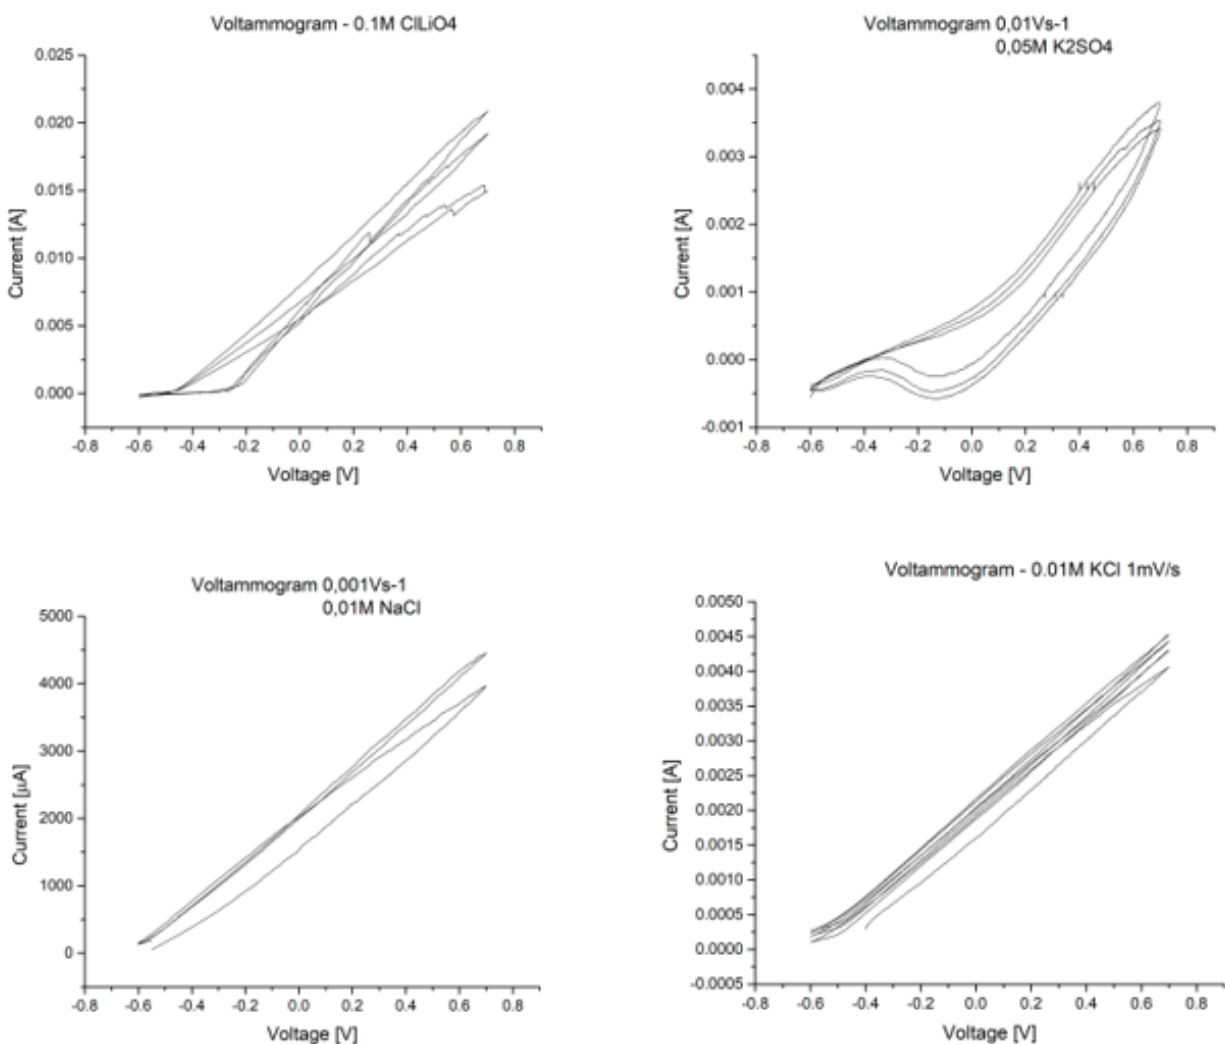 Voltammogram - 0.1M ClLiO4
0.025
0.020
0.015
0.010
0.005
0.000
Current [A]
-0.8 -0.6 -0.4 -0.2 0.0 0.2 0.4 0.6 0.8
Voltage [V]
Voltammogram 0,01Vs-1
0,05M K2SO4
0.004
0.003
0.002
0.001
0.000
-0.001
Current [A]
-0.8 -0.6 -0.4 -0.2 0.0 0.2 0.4 0.6 0.8
Voltage [V]
Voltammogram 0,001Vs-1
0,01M NaCl
5000
4000
3000
2000
1000
0
Current [μA]
-0.8 -0.6 -0.4 -0.2 0.0 0.2 0.4 0.6 0.8
Voltage [V]
Voltammogram - 0.01M KCl 1mV/s
0.0050
0.0045
0.0040
0.0035
0.0030
0.0025
0.0020
0.0015
0.0010
0.0005
0.0000
-0.0005
Current [A]
-0.8 -0.6 -0.4 -0.2 0.0 0.2 0.4 0.6 0.8
Voltage [V]